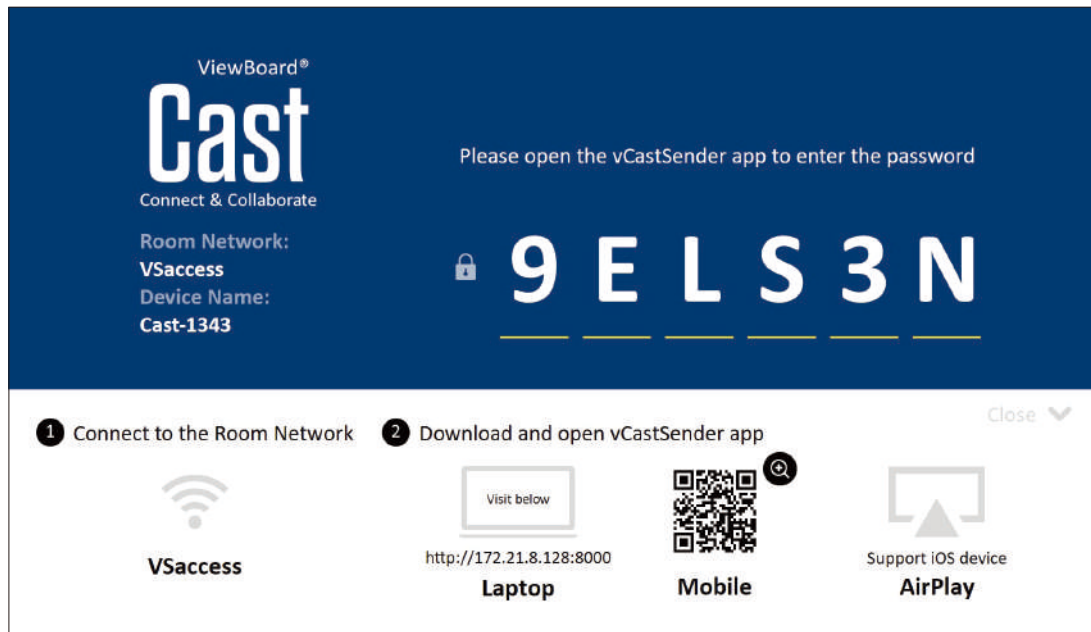 ViewBoard®
Cast
Connect & Collaborate
Room Network:
VSaccess
Device Name:
Cast-1343
Please open the vCastSender app to enter the password
9 E L S 3 N
Close
1 Connect to the Room Network
VSaccess
2 Download and open vCastSender app
Visit below
http://172.21.8.128:8000
Laptop
Mobile
Support iOS device
AirPlay